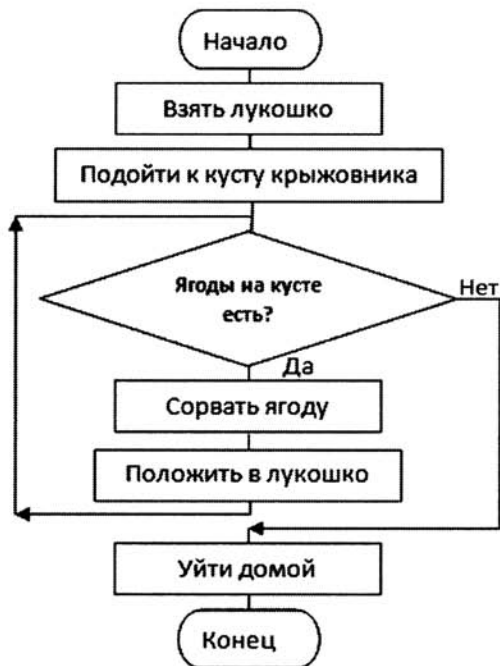 Начало
Взять лукошко
Подойти к кусту крыжовника
Ягоды на кусте
есть?
Нет
Да
Сорвать ягоду
Положить в лукошко
Уйти домой
Конец